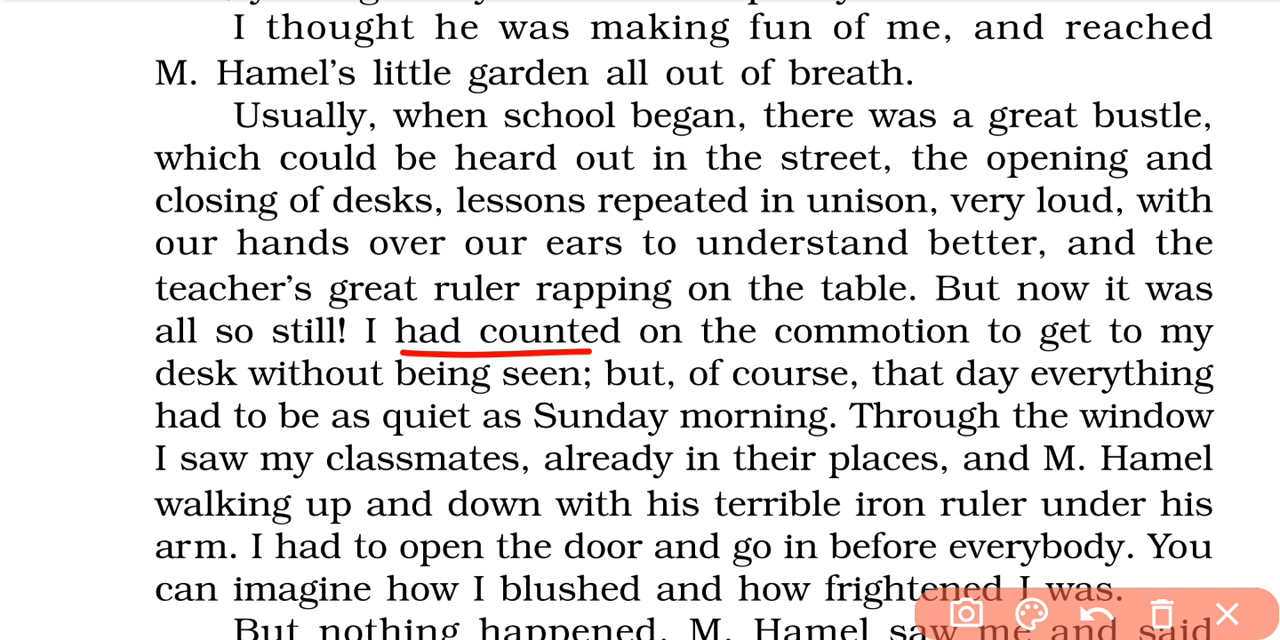 I thought he was making fun of me, and reached
M. Hamel's little garden all out of breath.
Usually, when school began, there was a great bustle,
which could be heard out in the street, the opening and
closing of desks, lessons repeated in unison, very loud, with
our hands over our ears to understand better, and the
teacher's great ruler rapping on the table. But now it was
all so still! I had counted on the commotion to get to my
desk without being seen; but, of course, that day everything
had to be as quiet as Sunday morning. Through the window
I saw my classmates, already in their places, and M. Hamel
walking up and down with his terrible iron ruler under his
arm. I had to open the door and go in before everybody. You
can imagine how I blushed and how frightened I was.
But nothing happened. M. Hamel saw me and said